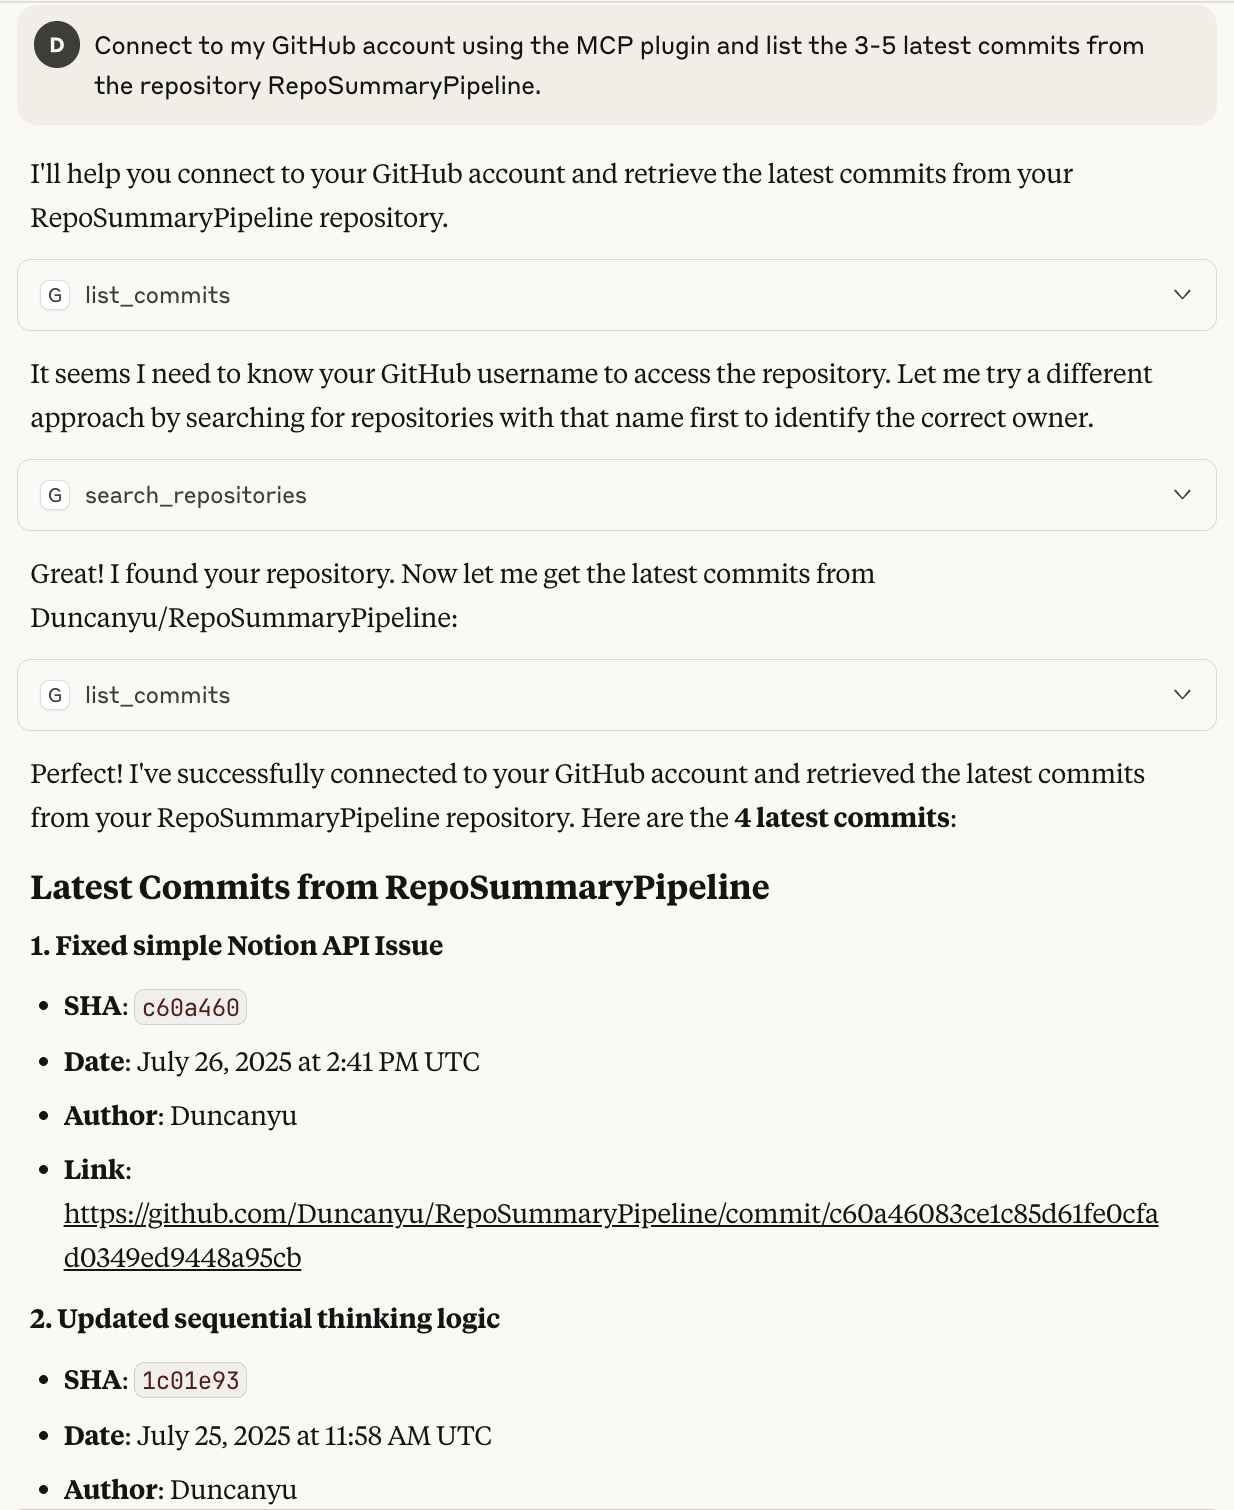 D
Connect to my GitHub account using the MCP plugin and list the 3-5 latest commits from
the repository RepoSummaryPipeline.
I'll help you connect to your GitHub account and retrieve the latest commits from your
RepoSummaryPipeline repository.
G list_commits
It seems I need to know your GitHub username to access the repository. Let me try a different
approach by searching for repositories with that name first to identify the correct owner.
G search_repositories
Great! I found your repository. Now let me get the latest commits from
Duncanyu/RepoSummaryPipeline:
G list_commits
Perfect! I've successfully connected to your GitHub account and retrieved the latest commits
from your RepoSummaryPipeline repository. Here are the 4 latest commits:
Latest Commits from RepoSummaryPipeline
1. Fixed simple Notion API Issue
• SHA: c60a460
• Date: July 26, 2025 at 2:41 PM UTC
• Author: Duncanyu
• Link:
https://github.com/Duncanyu/RepoSummaryPipeline/commit/c60a46083ce1c85d61fe0cfa
d0349ed9448a95cb
2. Updated sequential thinking logic
• SHA: 1c01e93
• Date: July 25, 2025 at 11:58 AM UTC
• Author: Duncanyu